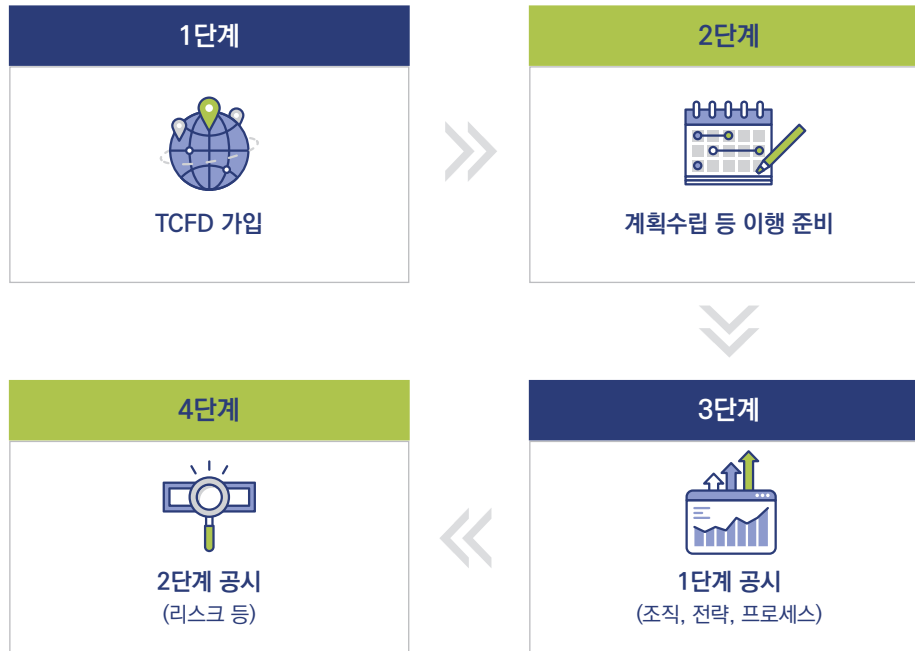 1단계
TCFD 가입
2단계
계획수립 등 이행 준비
3단계
1단계 공시
(조직, 전략, 프로세스)
4단계
2단계 공시
(리스크 등)